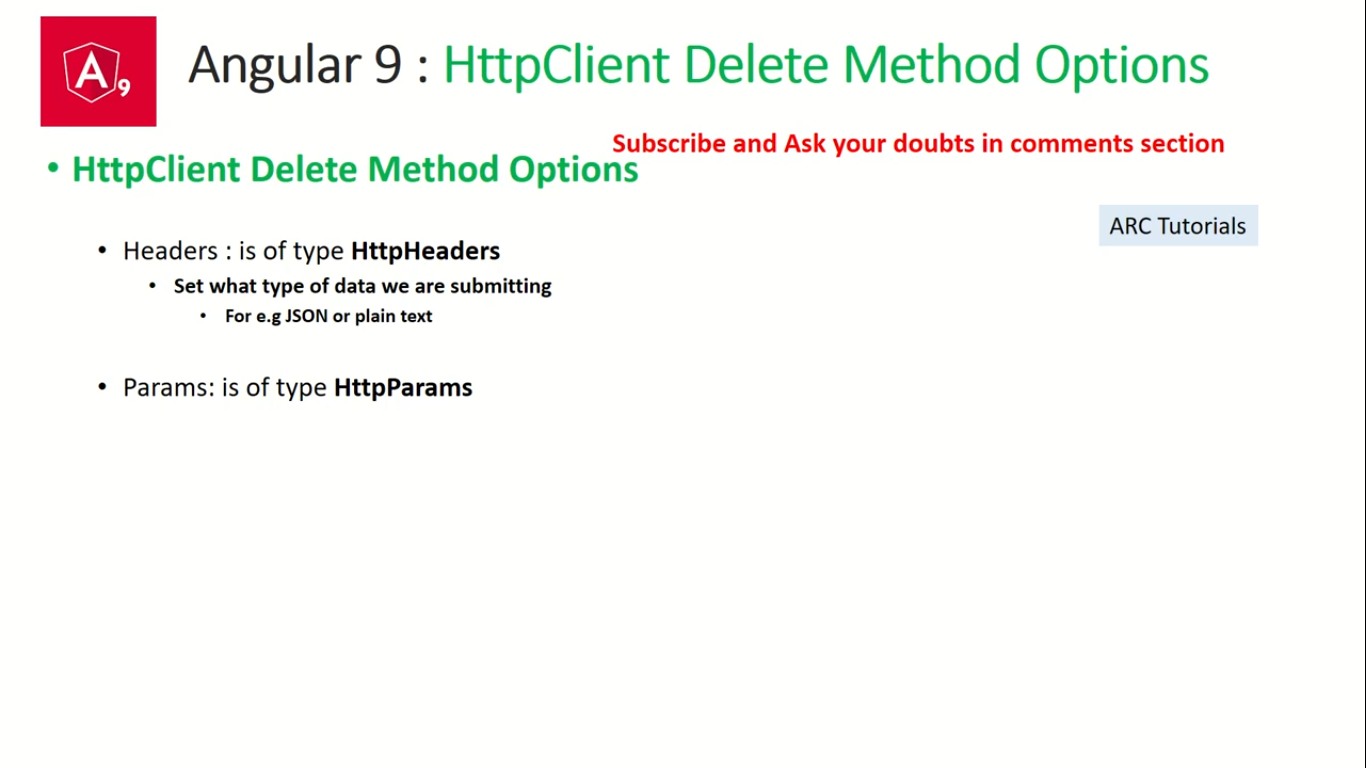 A9
Angular 9 : HttpClient Delete Method Options
Subscribe and Ask your doubts in comments section
• HttpClient Delete Method Options
ARC Tutorials
• Headers : is of type HttpHeaders
• Set what type of data we are submitting
• For e.g JSON or plain text
• Params: is of type HttpParams